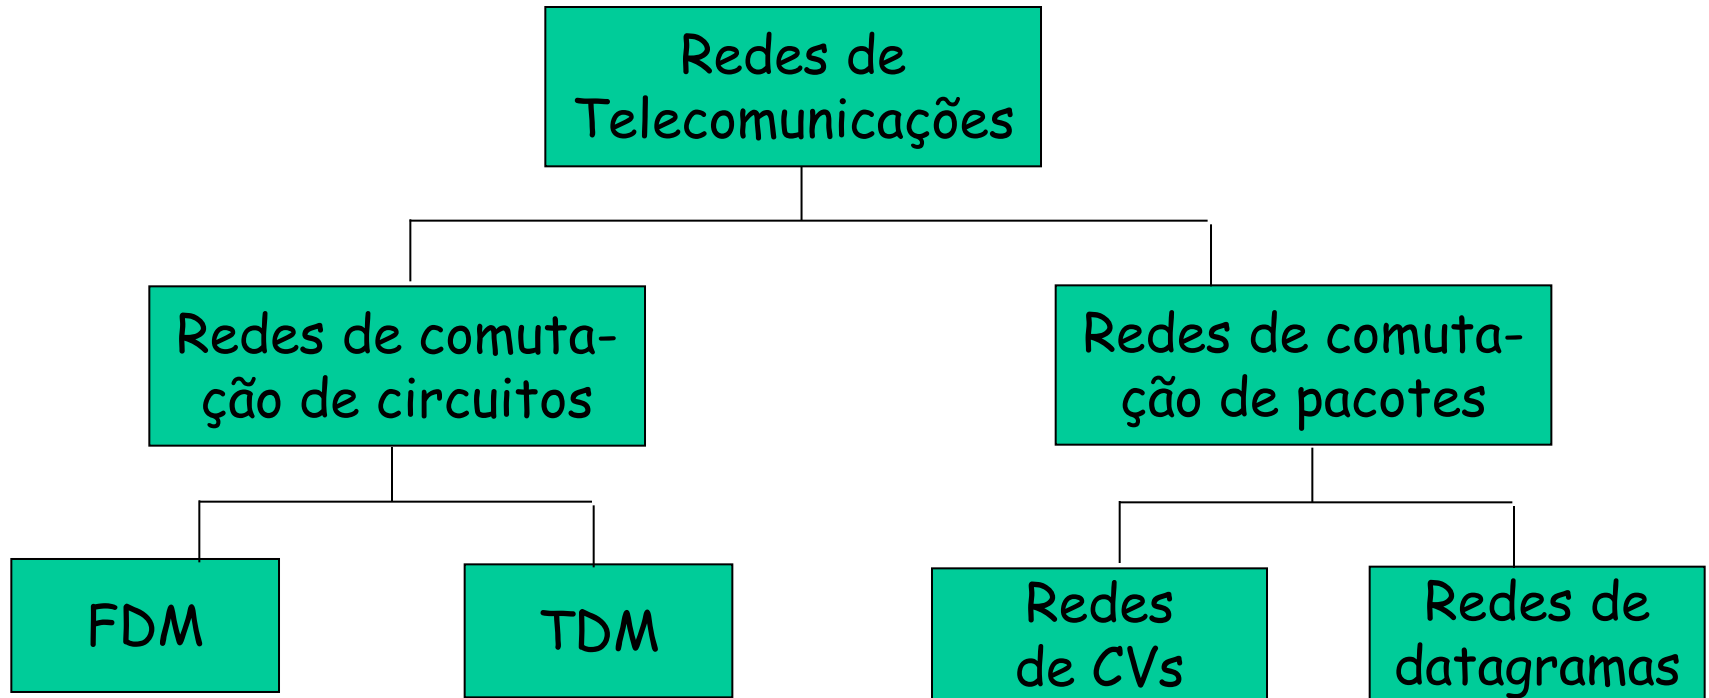 Redes de
Telecomunicações
Redes de comuta-
ção de circuitos
Redes de comuta-
ção de pacotes
FDM
TDM
Redes
de CVs
Redes de
datagramas